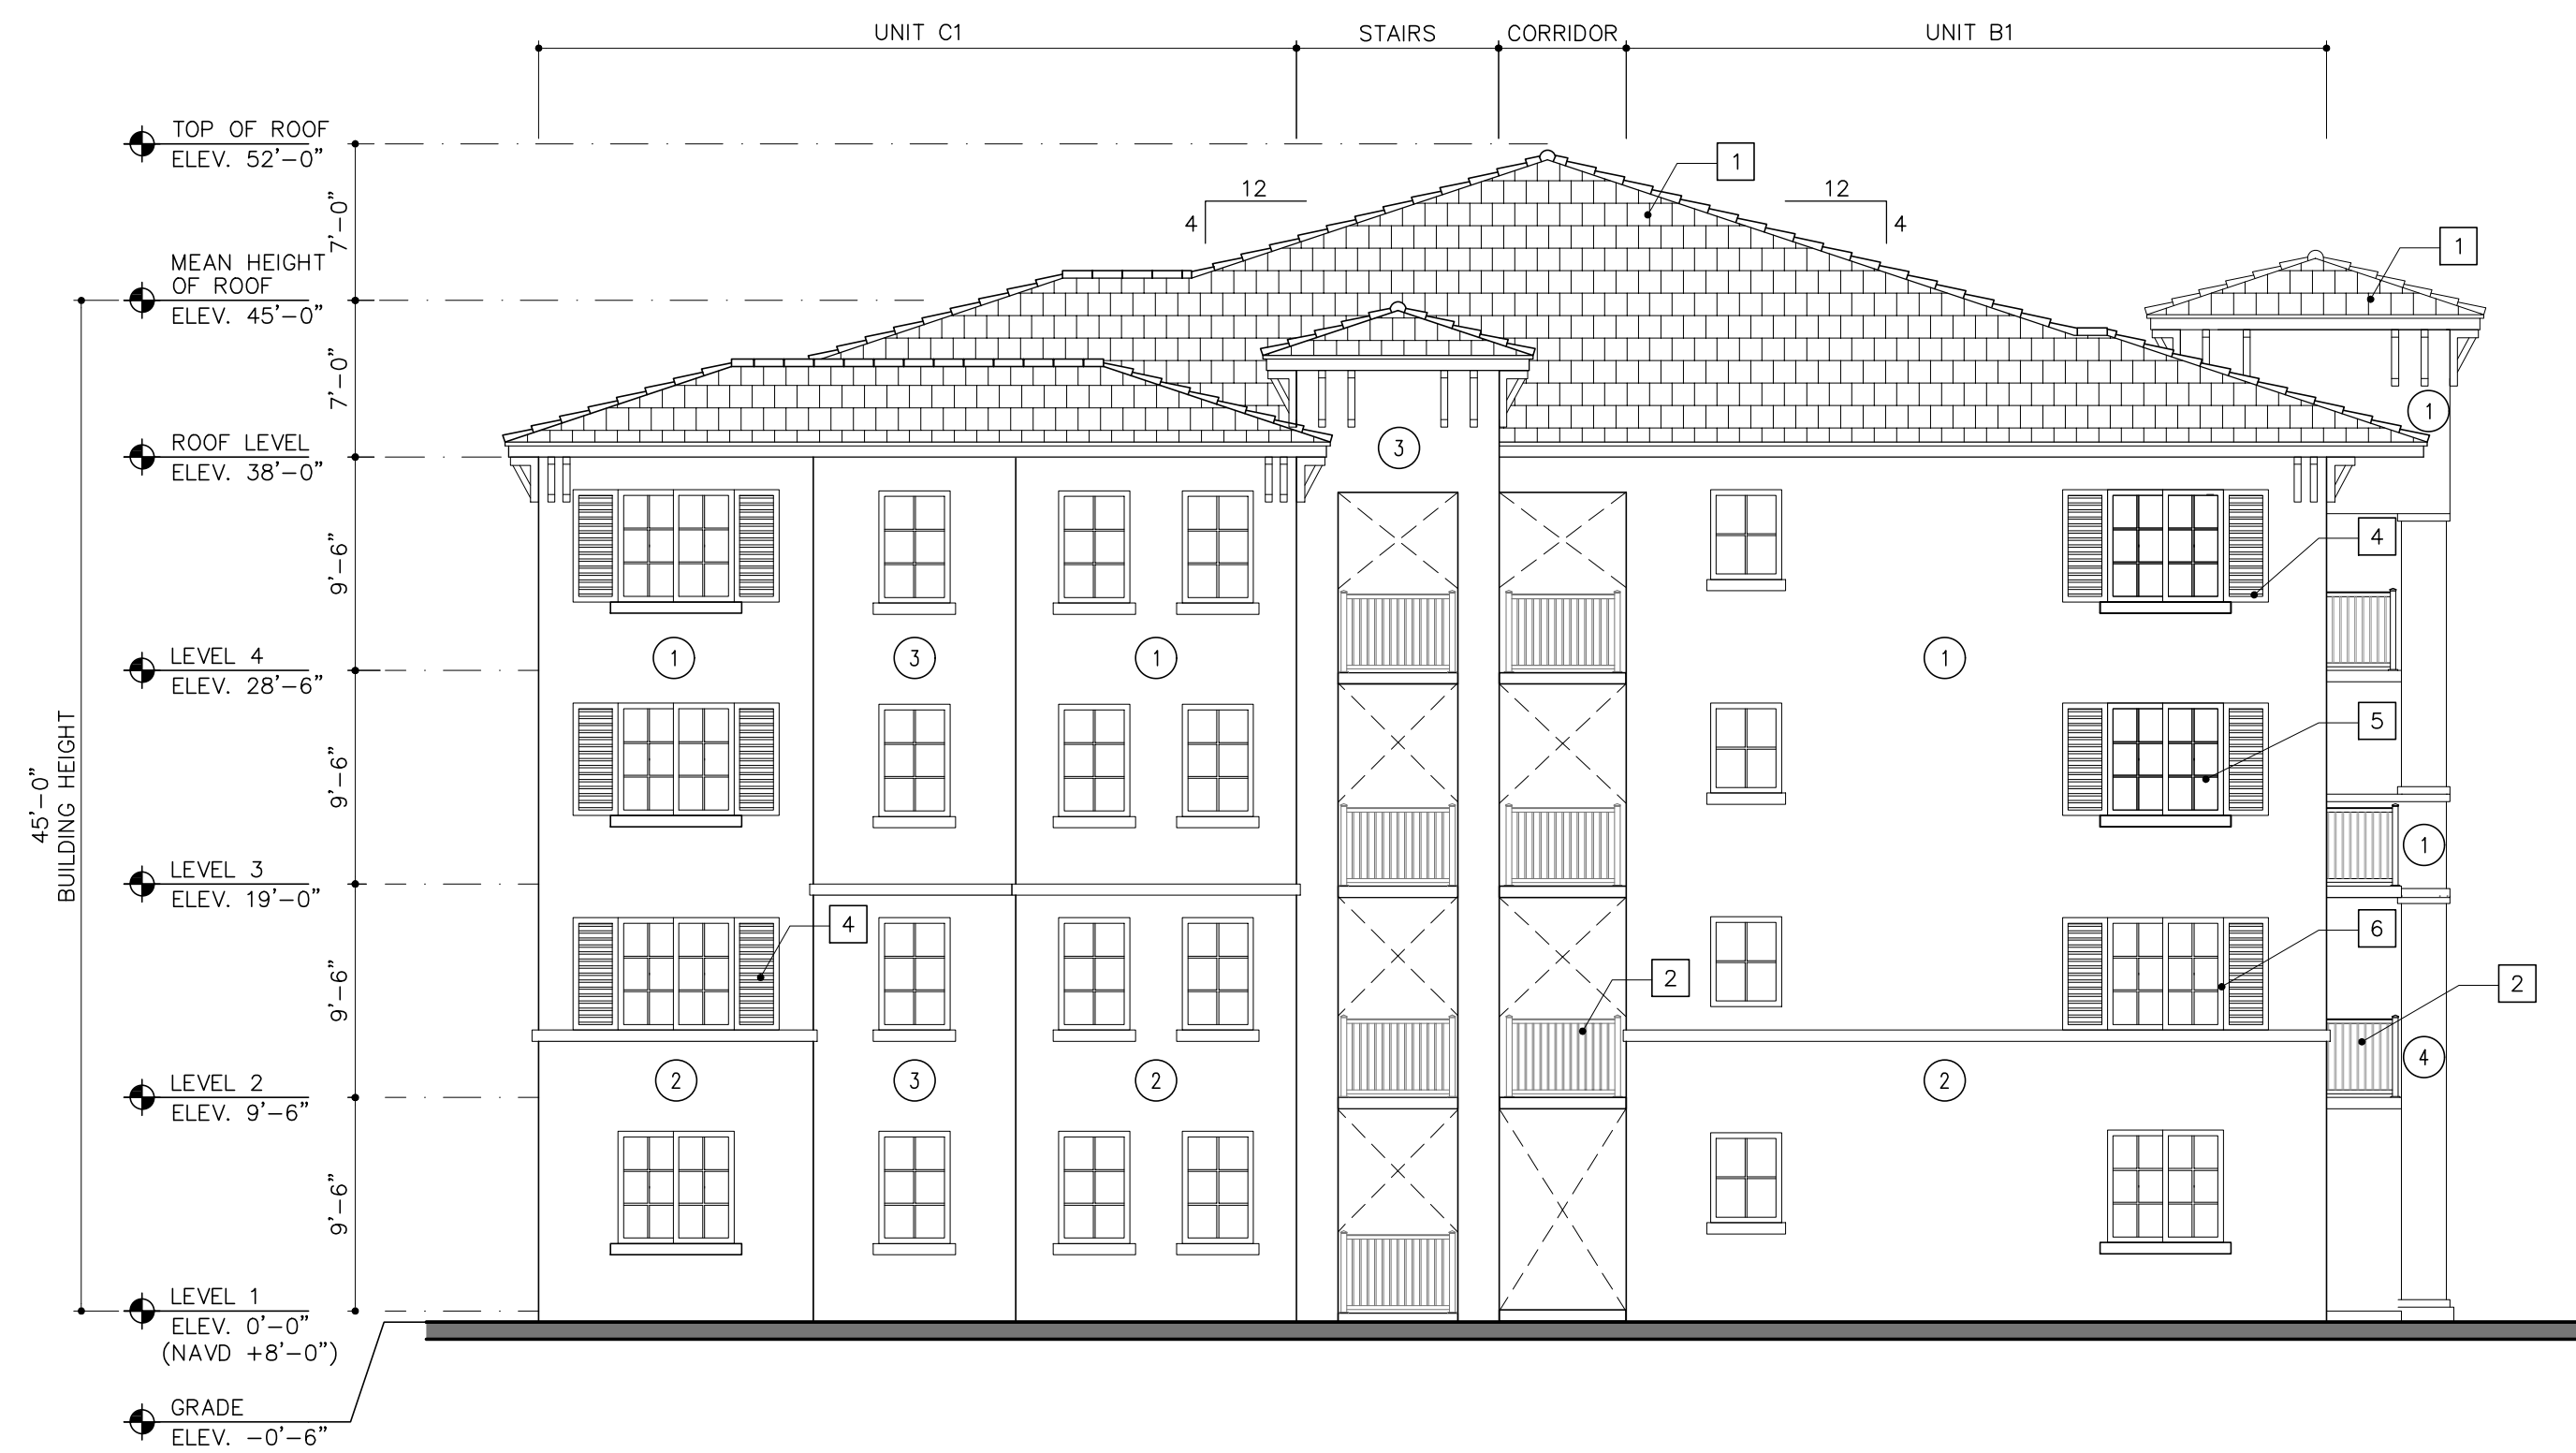 UNIT C1
STAIRS
CORRIDOR
UNIT B1
TOP OF ROOF
ELEV. 52'–0"
7'–0"
12
4
1
12
4
1
MEAN HEIGHT
OF ROOF
ELEV. 45'–0"
7'–0"
1
3
ROOF LEVEL
ELEV. 38'–0"
9'–6"
4
LEVEL 4
ELEV. 28'–6"
1
3
1
1
5
9'–6"
45'–0"
BUILDING HEIGHT
1
LEVEL 3
ELEV. 19'–0"
4
6
9'–6"
2
2
4
LEVEL 2
ELEV. 9'–6"
2
3
2
2
9'–6"
LEVEL 1
ELEV. 0'–0"
(NAVD +8'–0")
GRADE
ELEV. –0'–6"